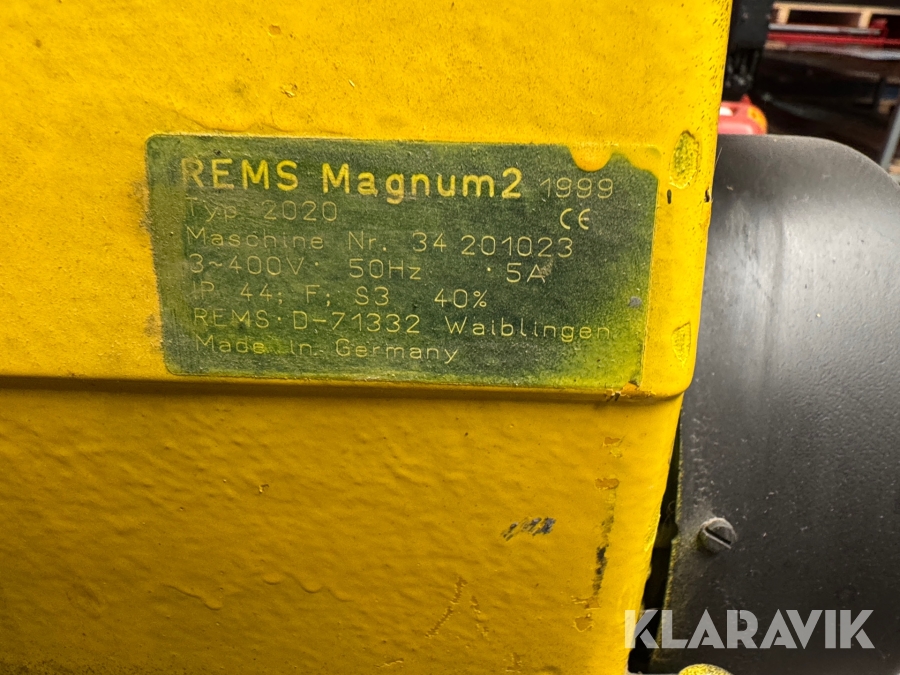 REMS Magnum2 1999
Typ 2020 CE
Maschine Nr. 34 201023
3~400V· 50Hz ·5A
IP 44; F; S3 40%
REMS·D-71332 Waiblingen
Made in Germany
KLARAVIK